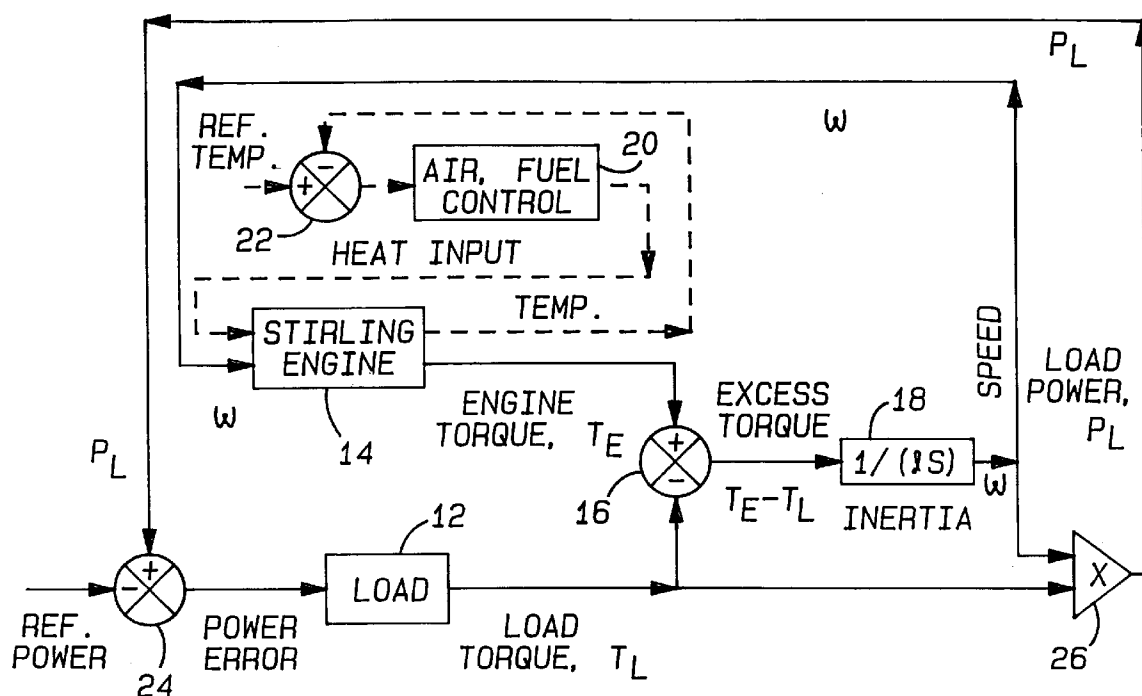 P_L
ω
REF.
TEMP.
-
+
22
AIR, FUEL
CONTROL
20
HEAT INPUT
TEMP.
STIRLING
ENGINE
14
ω
ENGINE
TORQUE, T_E
+
-
16
EXCESS
TORQUE
T_E-T_L
18
1/(IS)
INERTIA
ω
SPEED
LOAD
POWER,
P_L
P_L
+
-
24
REF.
POWER
POWER
ERROR
12
LOAD
LOAD
TORQUE, T_L
X
26